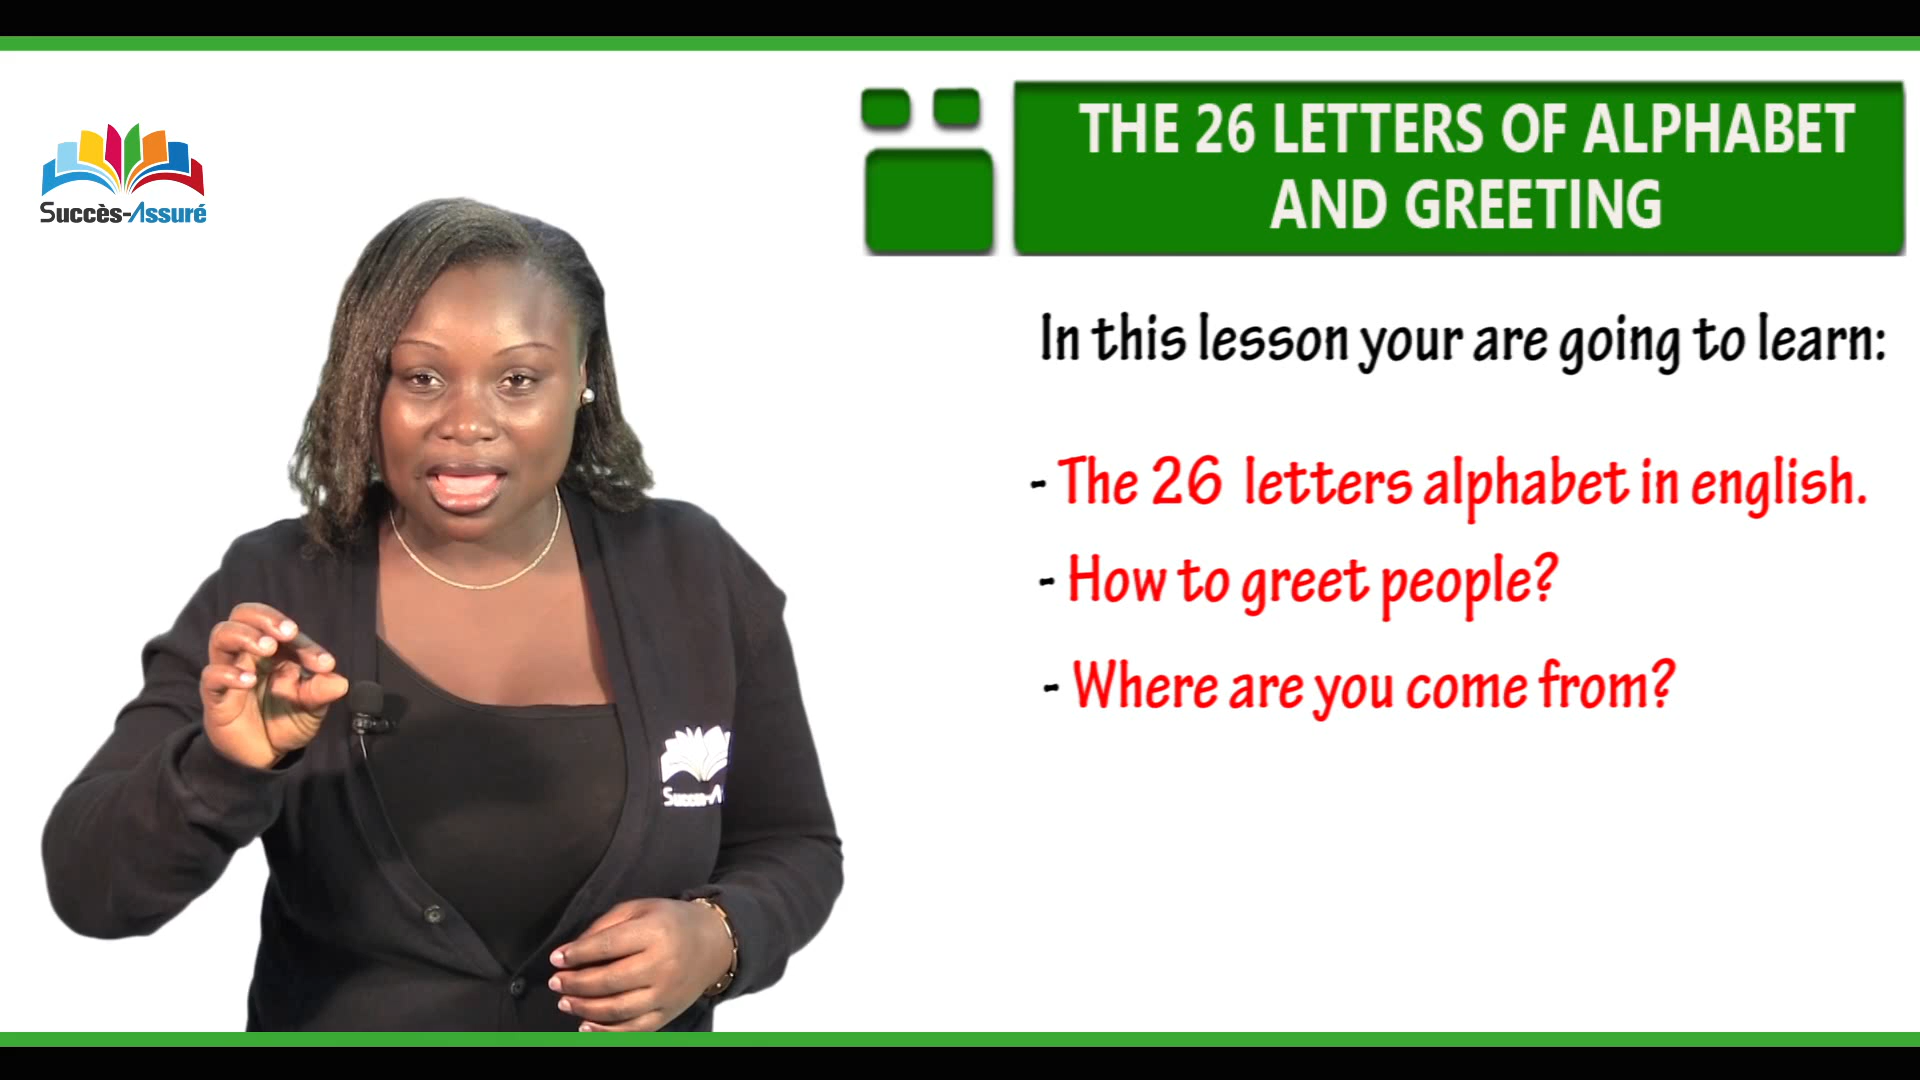 Succès-Assuré
THE 26 LETTERS OF ALPHABET
AND GREETING
In this lesson your are going to learn:
- The 26 letters alphabet in english.
- How to greet people?
- Where are you come from?